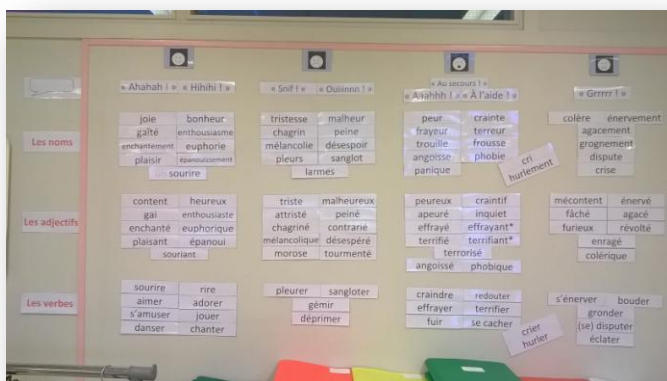 « Ahahah ! » « Hihihi ! »
« Snif ! » « Ouiinnn ! »
« Au secours ! »
« Aaahhh ! » « À l'aide ! »
« Grrrrr ! »
Les noms
joie bonheur
gaîté enthousiasme
enchantement euphorie
plaisir épanouissement
sourire
tristesse malheur
chagrin peine
mélancolie désespoir
pleurs sanglot
larmes
peur crainte
frayeur terreur
trouille frousse
angoisse phobie
panique
cri
hurlement
colère énervement
agacement
grognement
dispute
crise
Les adjectifs
content heureux
gai enthousiaste
enchanté euphorique
plaisant épanoui
souriant
triste malheureux
attristé peiné
chagriné contrarié
mélancolique désespéré
morose tourmenté
peureux craintif
apeuré inquiet
effrayé effrayant*
terrifié terrifiant*
terrorisé
angoissé phobique
mécontent énervé
fâché agacé
furieux révolté
enragé
colérique
Les verbes
sourire rire
aimer adorer
s'amuser jouer
danser chanter
pleurer sangloter
gémir
déprimer
craindre redouter
effrayer terrifier
fuir se cacher
crier
hurler
s'énerver bouder
gronder
(se) disputer
éclater